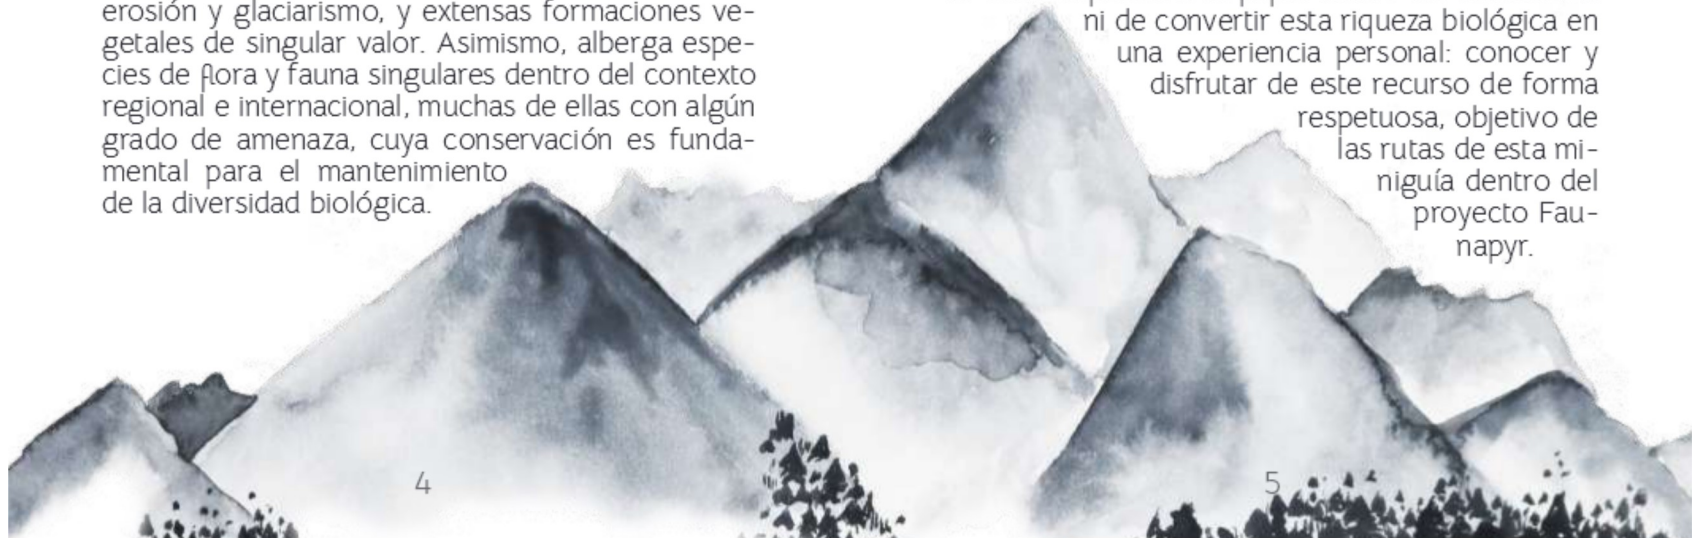 erosión y glaciarismo, y extensas formaciones ve-
getales de singular valor. Asimismo, alberga espe-
cies de flora y fauna singulares dentro del contexto
regional e internacional, muchas de ellas con algún
grado de amenaza, cuya conservación es funda-
mental para el mantenimiento
de la diversidad biológica.
4
ni de convertir esta riqueza biológica en
una experiencia personal: conocer y
disfrutar de este recurso de forma
respetuosa, objetivo de
las rutas de esta mi-
niguía dentro del
proyecto Fau-
napyr.
5